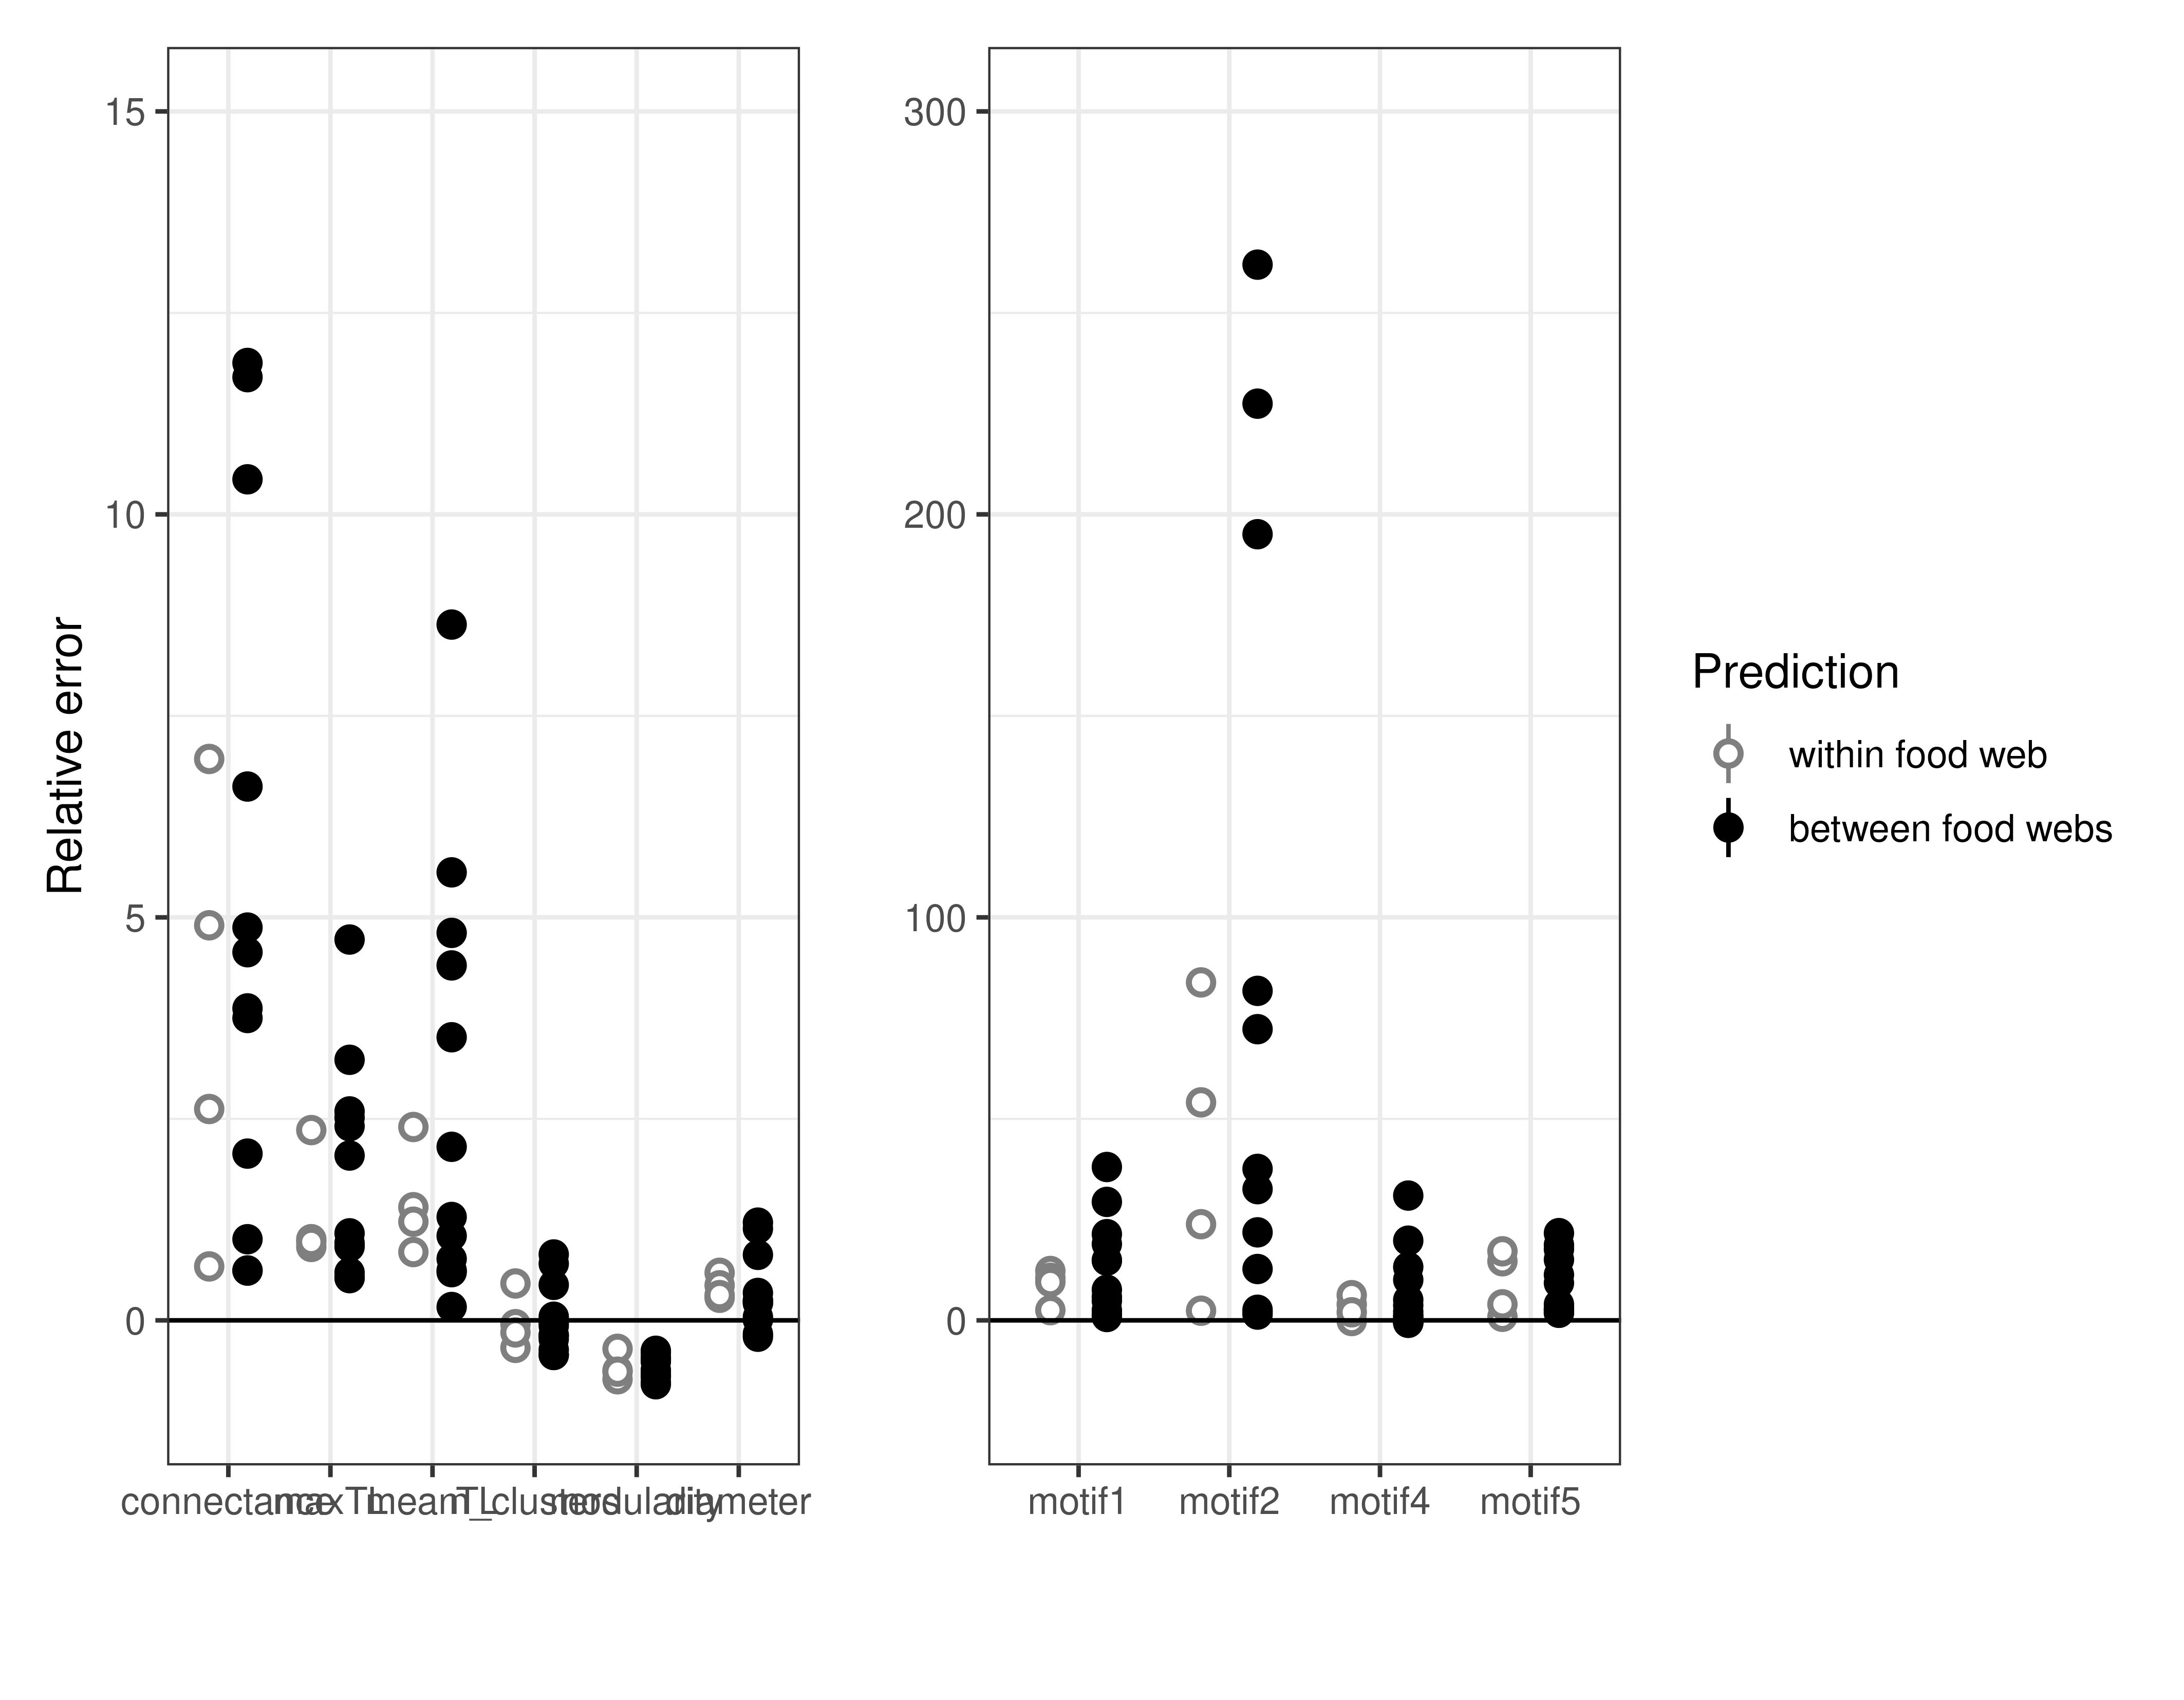 Relative error
15
10
5
0
connectance maxTL meanTL n_clusters modularity diameter
300
200
100
0
motif1 motif2 motif4 motif5
Prediction
within food web
between food webs